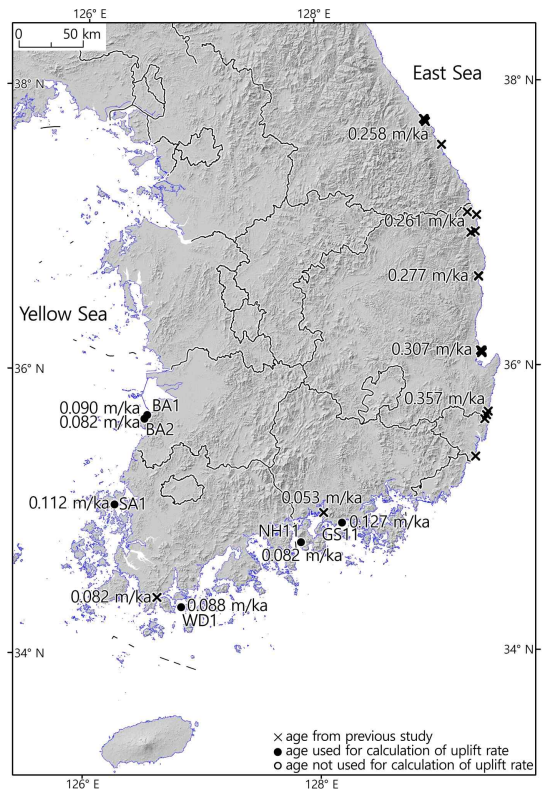 126° E
128° E
0 50 km
38° N
38° N
East Sea
0.258 m/ka
0.261 m/ka
0.277 m/ka
Yellow Sea
0.307 m/ka
36° N
36° N
0.357 m/ka
0.090 m/ka BA1
0.082 m/ka BA2
0.112 m/ka SA1
0.053 m/ka
0.127 m/ka
NH11 GS11
0.082 m/ka
0.082 m/ka
0.088 m/ka
WD1
34° N
34° N
× age from previous study
● age used for calculation of uplift rate
○ age not used for calculation of uplift rate
126° E
128° E